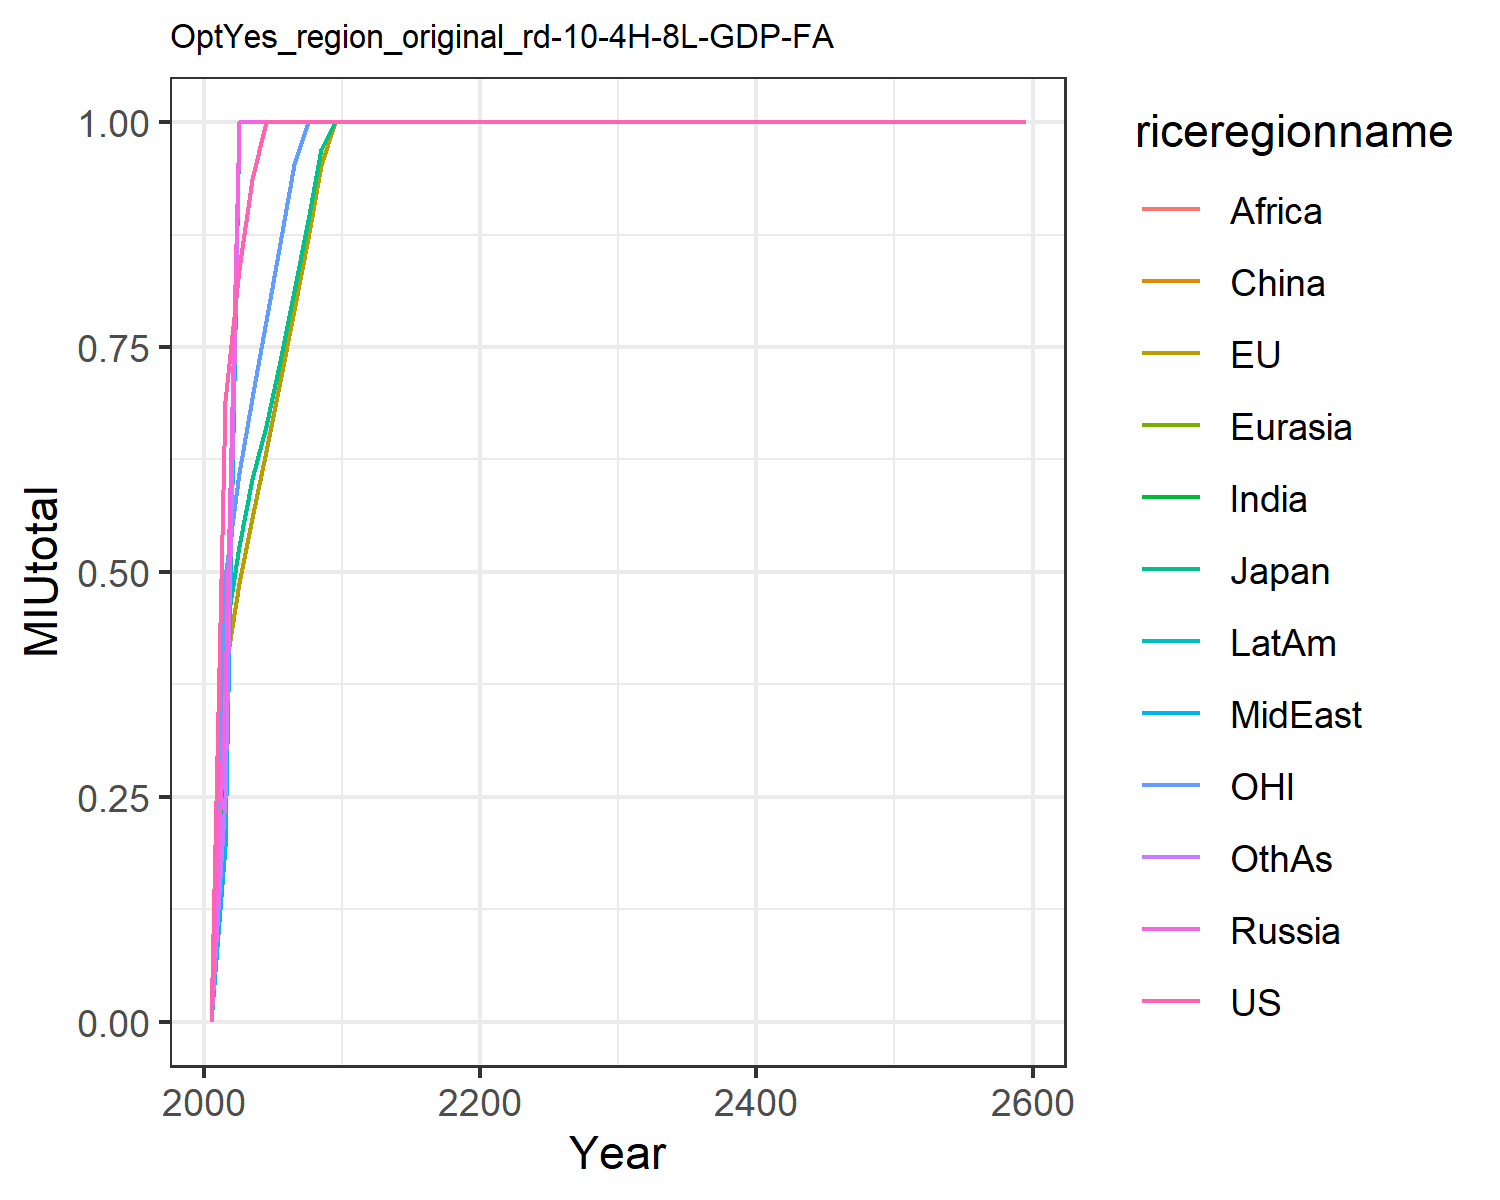 OptYes_region_original_rd-10-4H-8L-GDP-FA
1.00
0.75
0.50
0.25
0.00
MIUtotal
2000
2200
2400
2600
Year
riceregionname
Africa
China
EU
Eurasia
India
Japan
LatAm
MidEast
OHI
OthAs
Russia
US